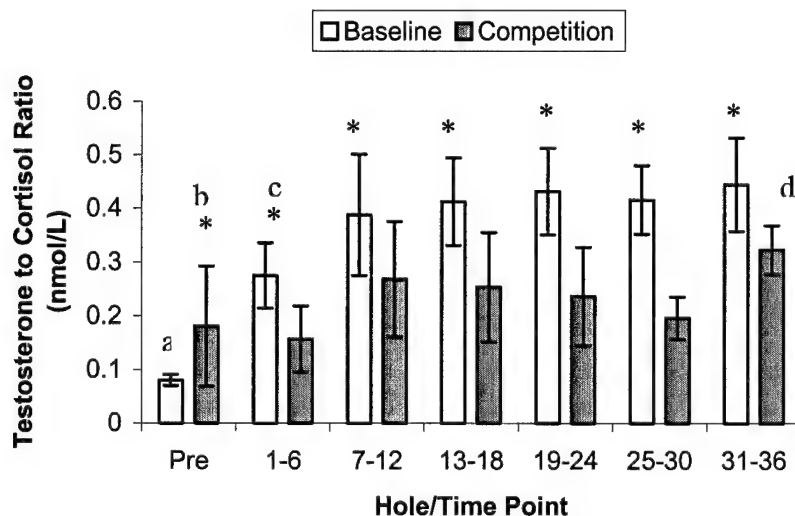 Baseline Competition
Testosterone to Cortisol Ratio
(nmol/L)
0.6
0.5
0.4
0.3
0.2
0.1
0
a
b
*
c
*
*
*
*
*
*
d
Pre 1-6 7-12 13-18 19-24 25-30 31-36
Hole/Time Point